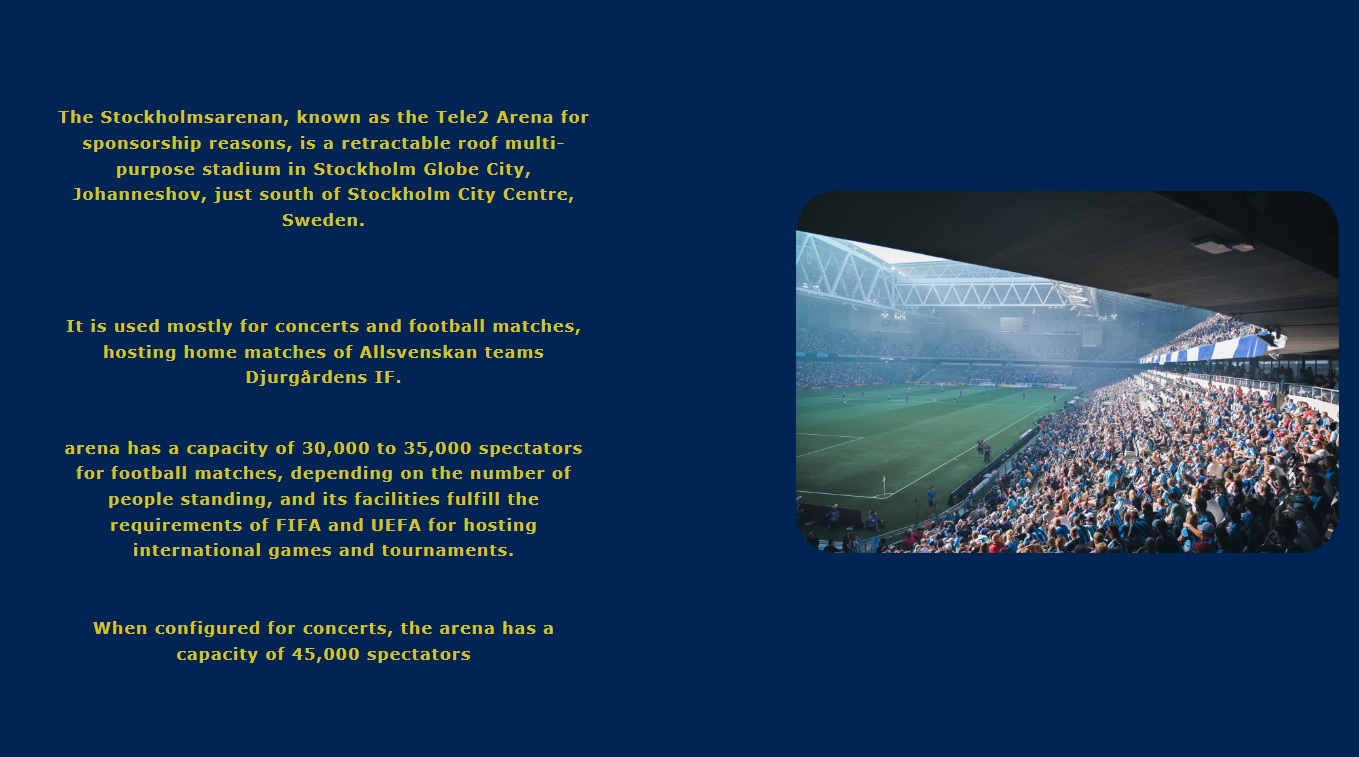 The Stockholmsarenan, known as the Tele2 Arena for
sponsorship reasons, is a retractable roof multi-
purpose stadium in Stockholm Globe City,
Johanneshov, just south of Stockholm City Centre,
Sweden.
It is used mostly for concerts and football matches,
hosting home matches of Allsvenskan teams
Djurgårdens IF.
arena has a capacity of 30,000 to 35,000 spectators
for football matches, depending on the number of
people standing, and its facilities fulfill the
requirements of FIFA and UEFA for hosting
international games and tournaments.
When configured for concerts, the arena has a
capacity of 45,000 spectators